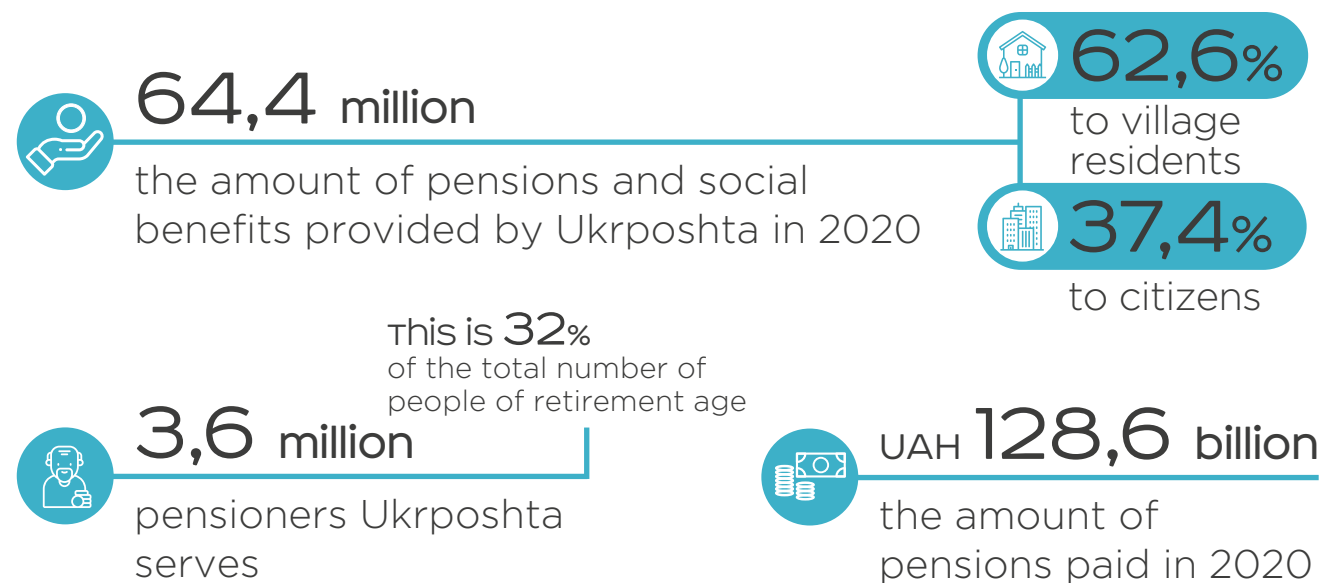 64,4 million
the amount of pensions and social
benefits provided by Ukrposhta in 2020
62,6%
to village
residents
37,4%
to citizens
This is 32%
of the total number of
people of retirement age
3,6 million
pensioners Ukrposhta
serves
UAH 128,6 billion
the amount of
pensions paid in 2020